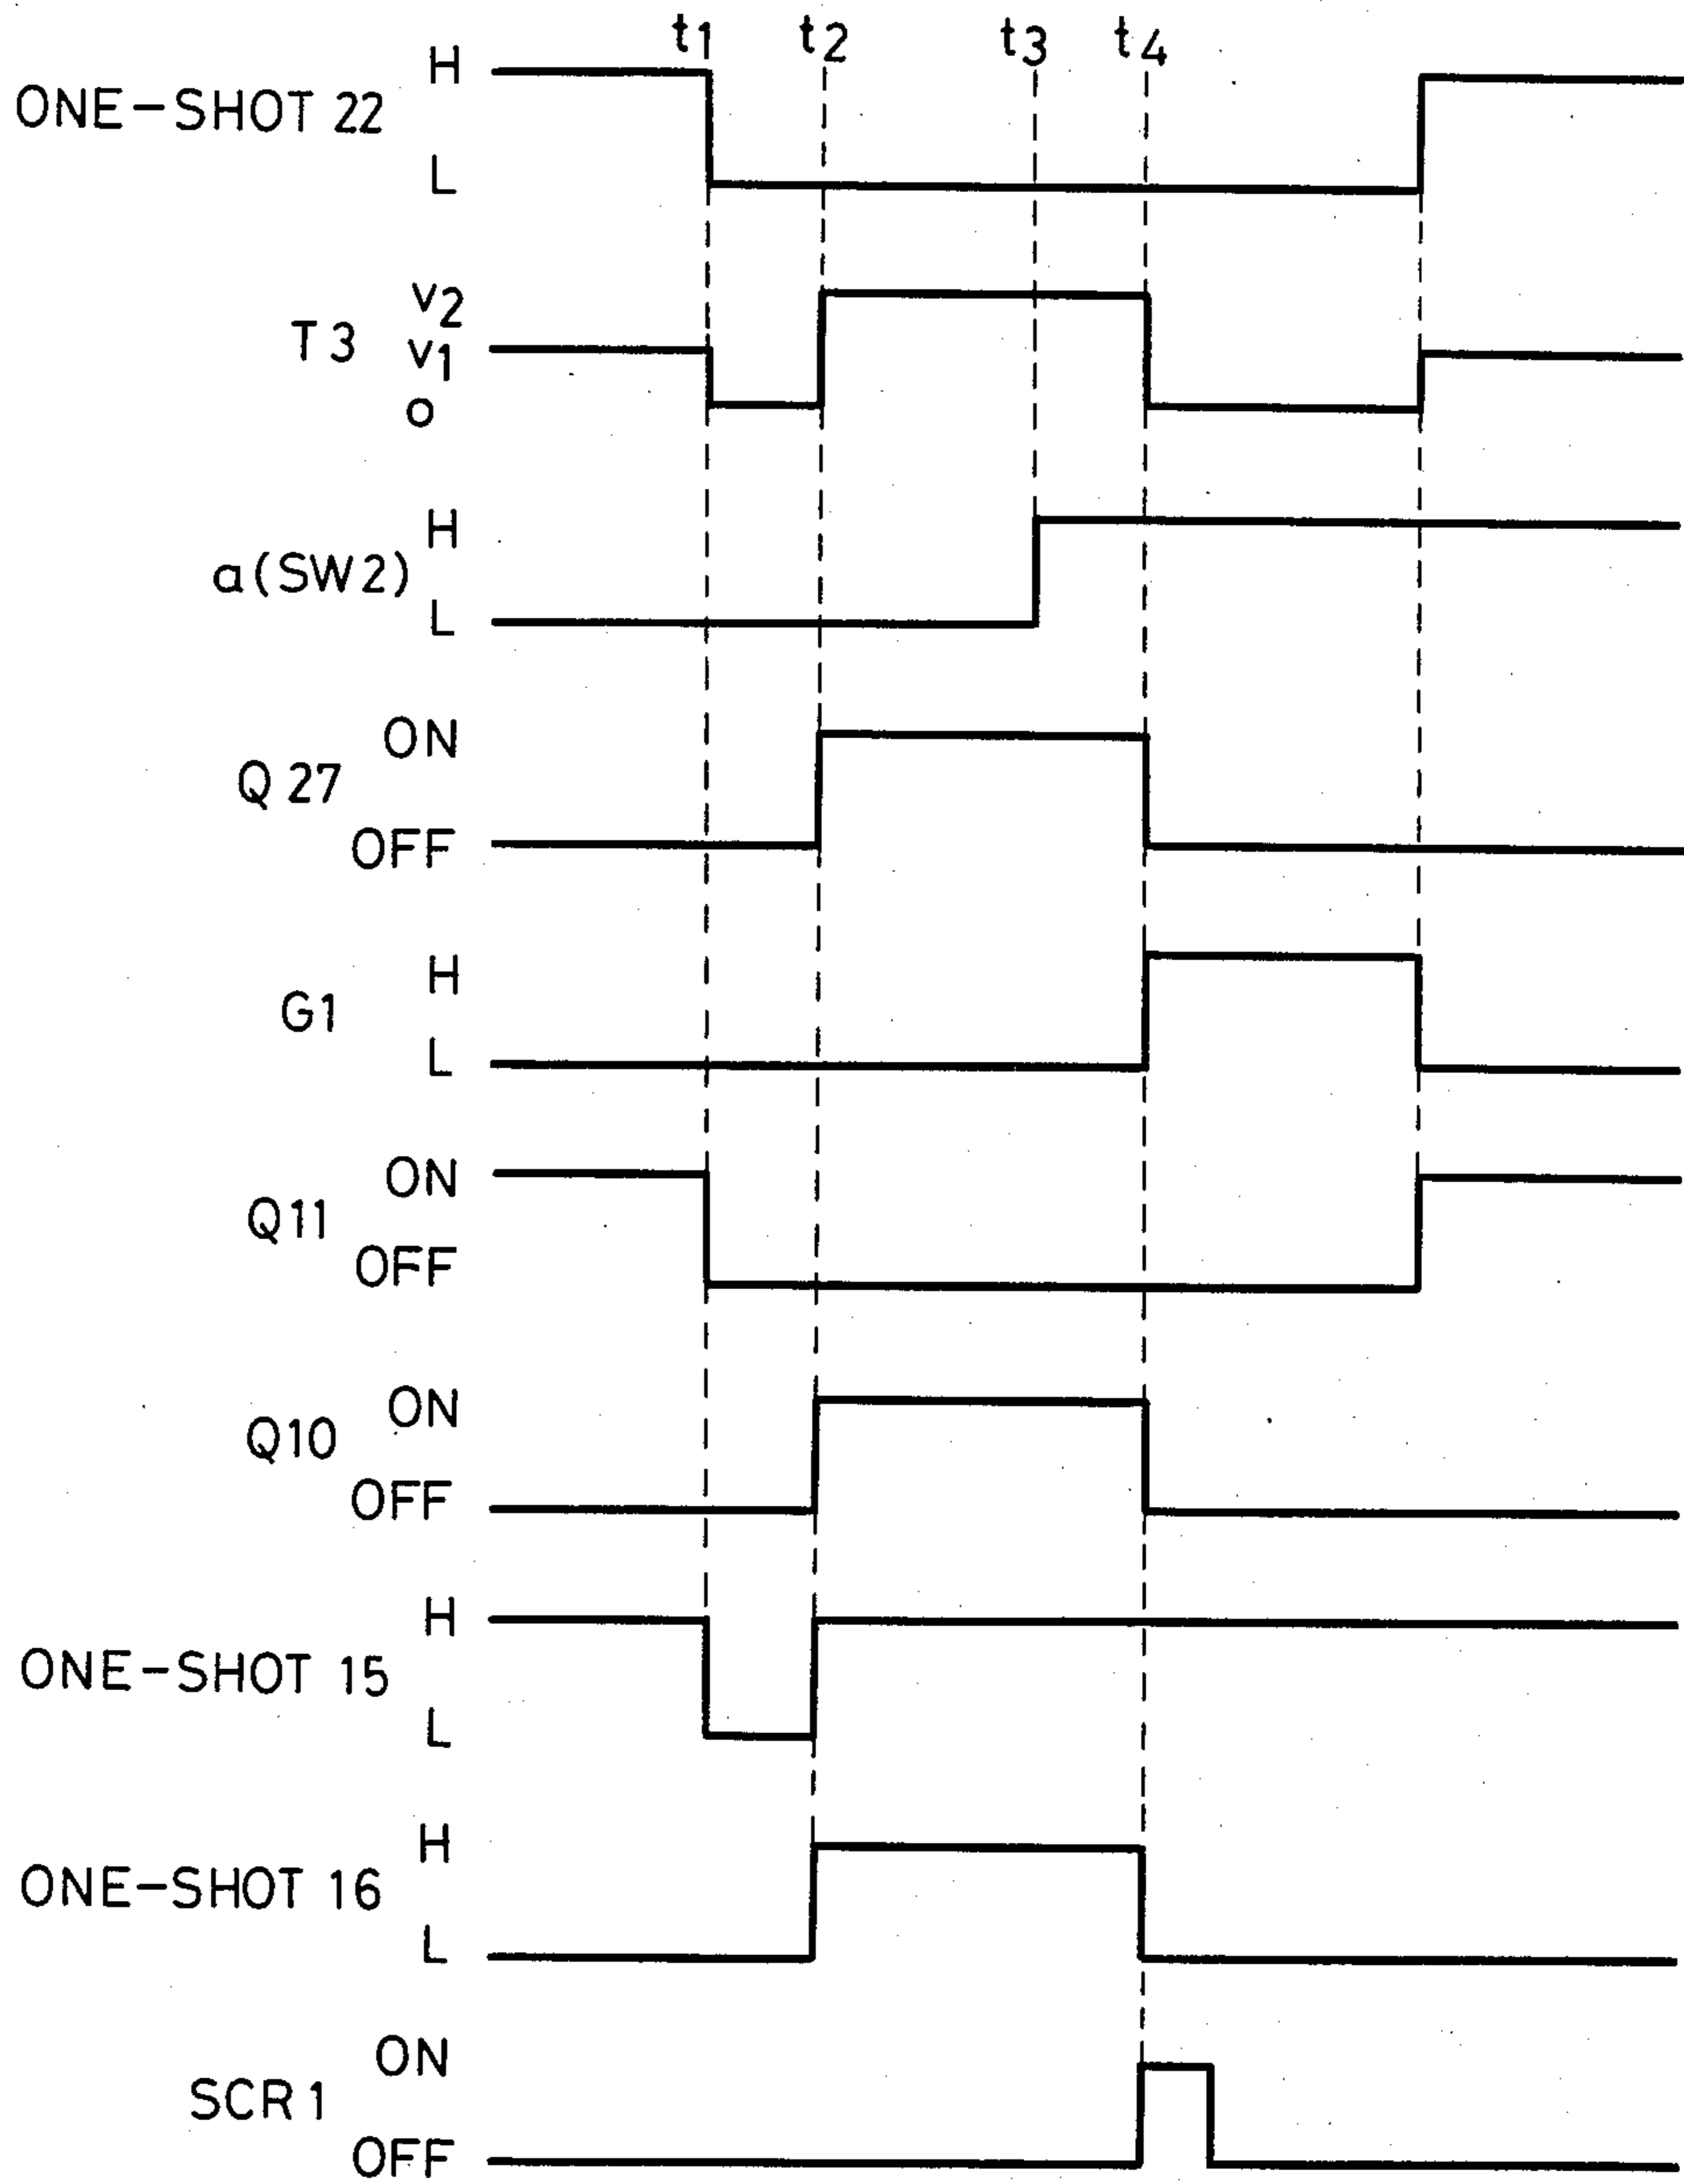 t1 t2 t3 t4
H
ONE-SHOT 22
L
v2
T3 v1
o
H
a(SW2)
L
ON
Q27
OFF
H
G1
L
ON
Q11
OFF
ON
Q10
OFF
H
ONE-SHOT 15
L
H
ONE-SHOT 16
L
ON
SCR1
OFF